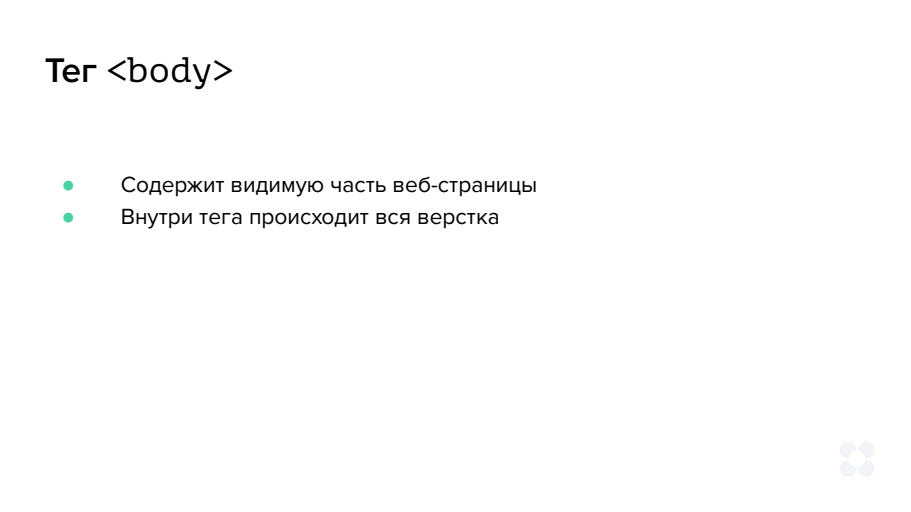 Тег <body>
Содержит видимую часть веб-страницы
Внутри тега происходит вся верстка